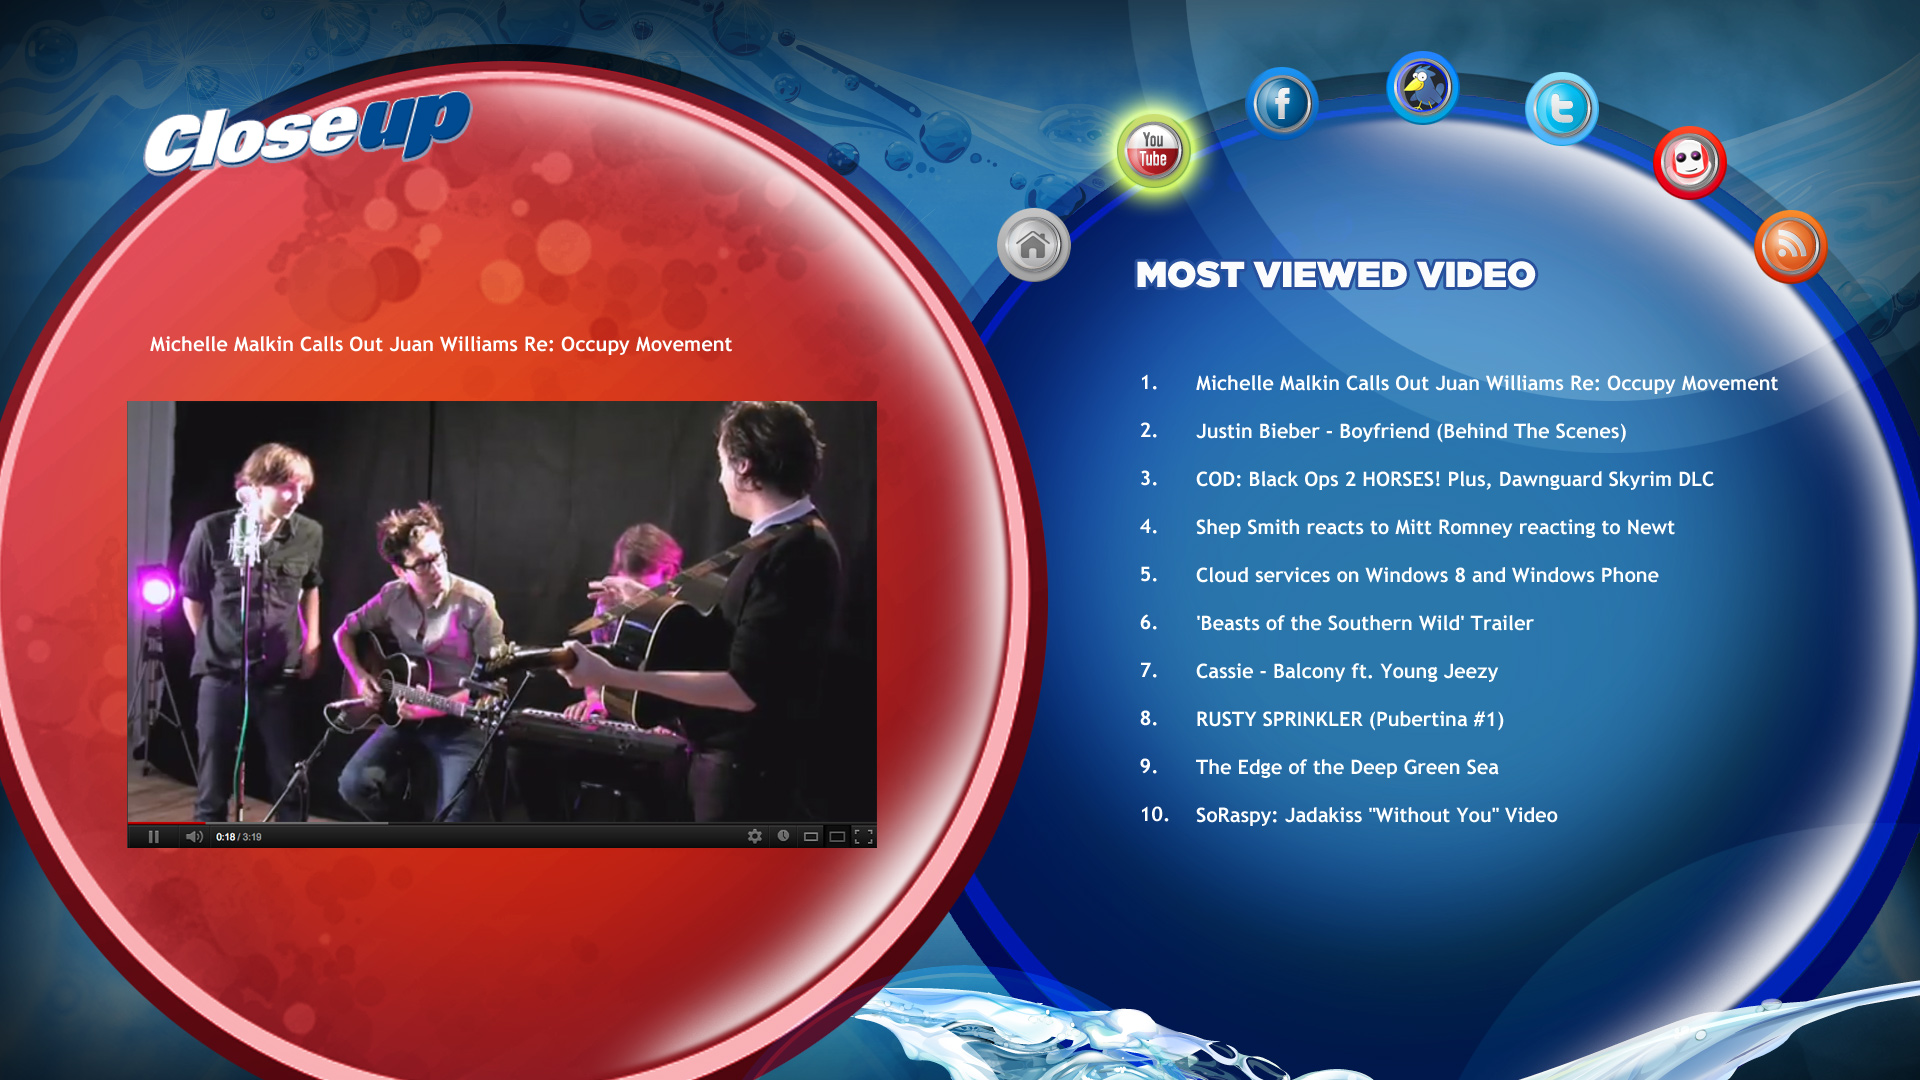 Closeup
You
Tube
f
t
MOST VIEWED VIDEO
Michelle Malkin Calls Out Juan Williams Re: Occupy Movement
0:18 / 3:19
1. Michelle Malkin Calls Out Juan Williams Re: Occupy Movement
2. Justin Bieber - Boyfriend (Behind The Scenes)
3. COD: Black Ops 2 HORSES! Plus, Dawnguard Skyrim DLC
4. Shep Smith reacts to Mitt Romney reacting to Newt
5. Cloud services on Windows 8 and Windows Phone
6. 'Beasts of the Southern Wild' Trailer
7. Cassie - Balcony ft. Young Jeezy
8. RUSTY SPRINKLER (Pubertina #1)
9. The Edge of the Deep Green Sea
10. SoRaspy: Jadakiss "Without You" Video